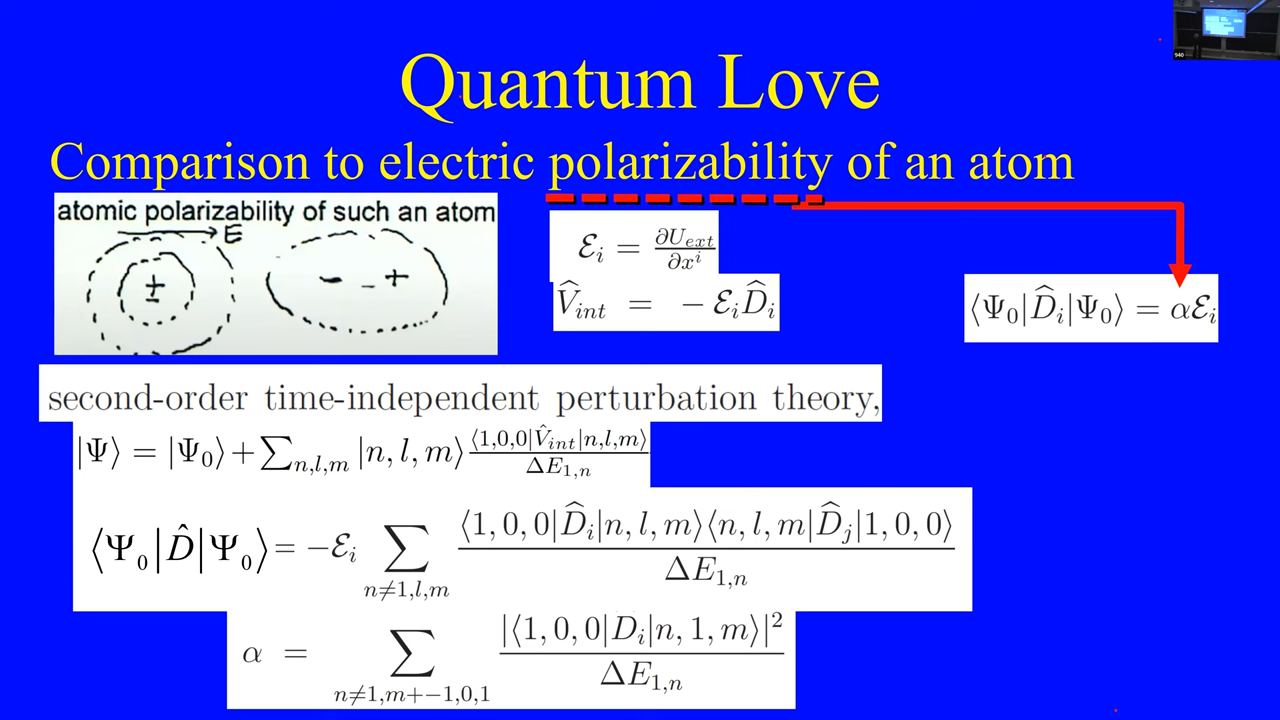 Quantum Love
Comparison to electric polarizability of an atom
atomic polarizability of such an atom
E
+ -
- - +
ℰ_i = ∂U_ext/∂x^i
V̂_int = −ℰ_i D̂_i
⟨Ψ_0|D̂_i|Ψ_0⟩ = αℰ_i
second-order time-independent perturbation theory,
|Ψ⟩ = |Ψ_0⟩ + ∑_{n,l,m} |n, l, m⟩ ⟨1,0,0|V̂_int|n,l,m⟩/ΔE_{1,n}
⟨Ψ_0|D̂|Ψ_0⟩ = −ℰ_i ∑_{n≠1,l,m} ⟨1, 0, 0|D̂_i|n, l, m⟩⟨n, l, m|D̂_j|1, 0, 0⟩/ΔE_{1,n}
α = ∑_{n≠1,m+−1,0,1} |⟨1, 0, 0|D_i|n, 1, m⟩|²/ΔE_{1,n}